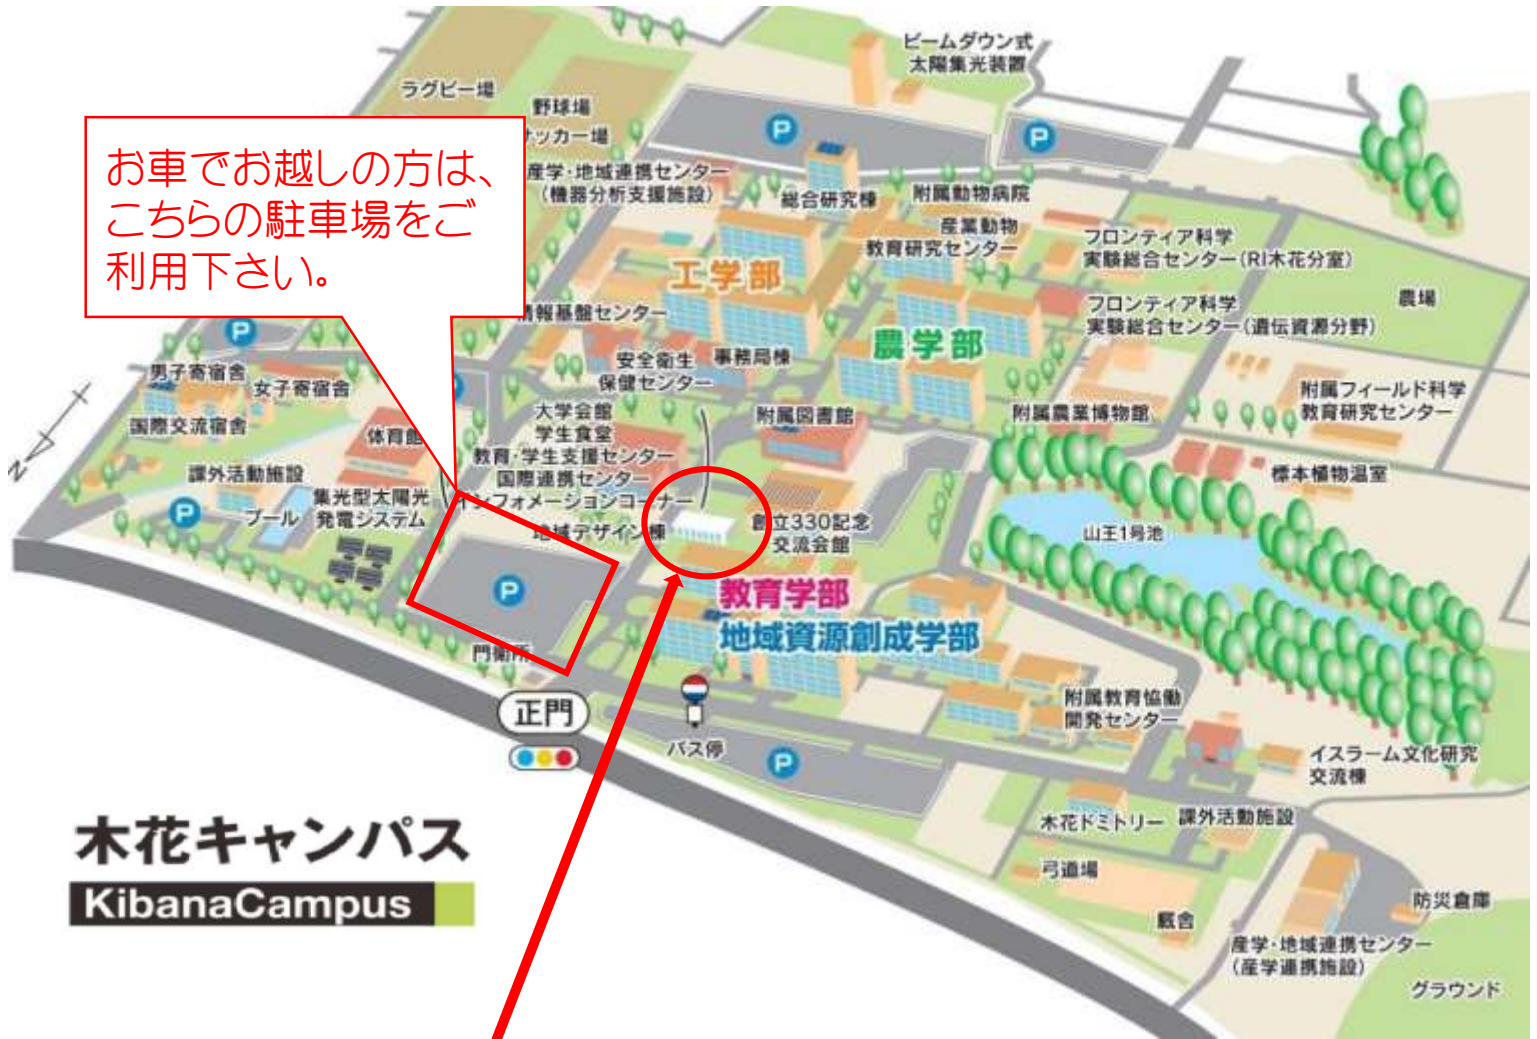 ビームダウン式
太陽集光装置
ラグビー場
野球場
サッカー場
お車でお越しの方は、
こちらの駐車場をご
利用下さい。
P
P
産学・地域連携センター
(機器分析支援施設)
総合研究棟
附属動物病院
産業動物
教育研究センター
フロンティア科学
実験総合センター(RI木花分室)
工学部
農場
フロンティア科学
実験総合センター(遺伝資源分野)
情報基盤センター
農学部
P
安全衛生
保健センター
事務局棟
男子寄宿舎
女子寄宿舎
国際交流宿舎
附属フィールド科学
教育研究センター
大学会館
学生食堂
教育・学生支援センター
国際連携センター
インフォメーションコーナー
附属図書館
附属農業博物館
体育館
課外活動施設
標本植物温室
集光型太陽光
発電システム
プール
P
地域デザイン棟
創立330記念
交流会館
山王1号池
N
P
教育学部
地域資源創成学部
門衛所
正門
バス停
P
附属教育協働
開発センター
イスラーム文化研究
交流棟
木花ドミトリー
課外活動施設
木花キャンパス
KibanaCampus
弓道場
厩舎
防災倉庫
産学・地域連携センター
(産学連携施設)
グラウンド